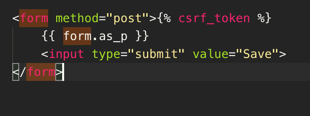 <form method="post">{% csrf_token %}
{{ form.as_p }}
<input type="submit" value="Save">
</form>